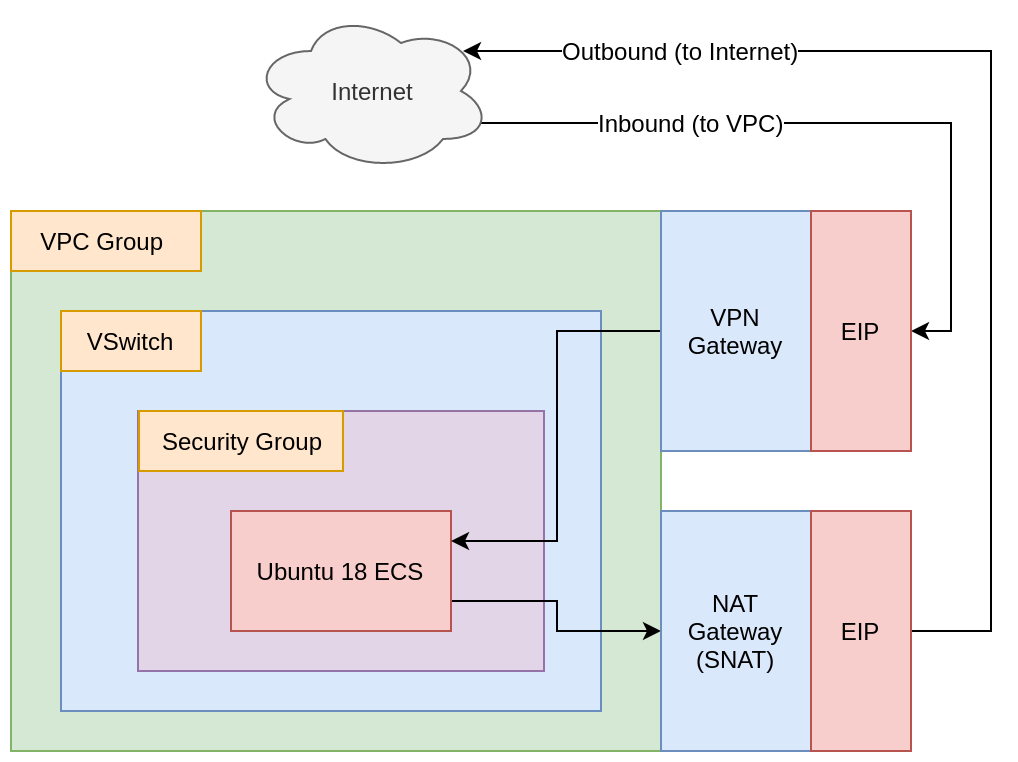 Outbound (to Internet)
Internet
Inbound (to VPC)
VPC Group
VSwitch
VPN
Gateway
EIP
Security Group
Ubuntu 18 ECS
NAT
Gateway
(SNAT)
EIP